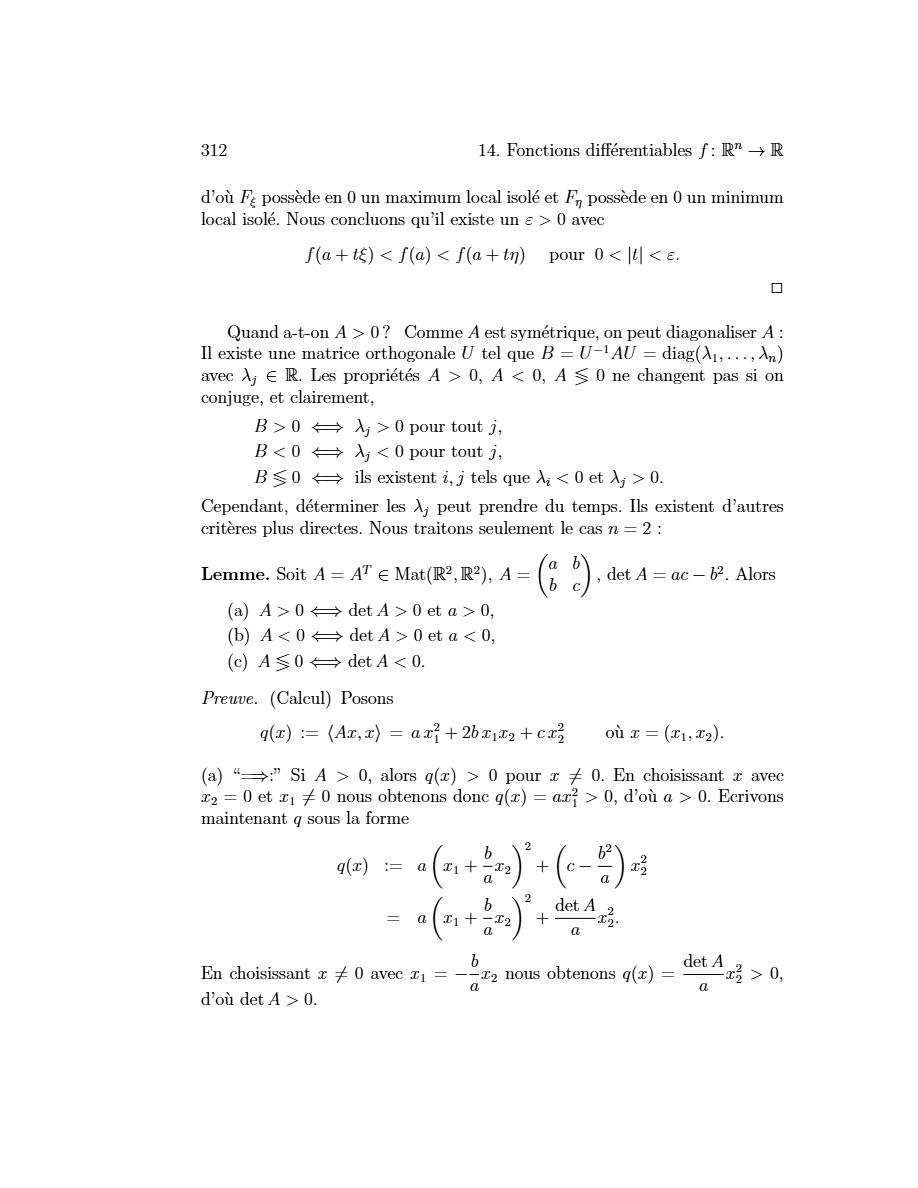 312 14. Fonctions différentiables f : ℝⁿ → ℝ
d'où F_ξ possède en 0 un maximum local isolé et F_η possède en 0 un minimum
local isolé. Nous concluons qu'il existe un ε > 0 avec
f(a + tξ) < f(a) < f(a + tη) pour 0 < |t| < ε.
□
Quand a-t-on A > 0 ? Comme A est symétrique, on peut diagonaliser A :
Il existe une matrice orthogonale U tel que B = U⁻¹AU = diag(λ₁, . . . , λₙ)
avec λ_j ∈ ℝ. Les propriétés A > 0, A < 0, A ≶ 0 ne changent pas si on
conjuge, et clairement,
B > 0 ⟺ λ_j > 0 pour tout j,
B < 0 ⟺ λ_j < 0 pour tout j,
B ≶ 0 ⟺ ils existent i, j tels que λ_i < 0 et λ_j > 0.
Cependant, déterminer les λ_j peut prendre du temps. Ils existent d'autres
critères plus directes. Nous traitons seulement le cas n = 2 :
Lemme. Soit A = Aᵀ ∈ Mat(ℝ², ℝ²), A = (a b; b c), det A = ac − b². Alors
(a) A > 0 ⟺ det A > 0 et a > 0,
(b) A < 0 ⟺ det A > 0 et a < 0,
(c) A ≶ 0 ⟺ det A < 0.
Preuve. (Calcul) Posons
q(x) := ⟨Ax, x⟩ = a x₁² + 2b x₁x₂ + c x₂² où x = (x₁, x₂).
(a) “⟹:” Si A > 0, alors q(x) > 0 pour x ≠ 0. En choisissant x avec
x₂ = 0 et x₁ ≠ 0 nous obtenons donc q(x) = ax₁² > 0, d'où a > 0. Ecrivons
maintenant q sous la forme
q(x) := a (x₁ + b/a x₂)² + (c − b²/a) x₂²
= a (x₁ + b/a x₂)² + det A/a x₂².
En choisissant x ≠ 0 avec x₁ = −b/a x₂ nous obtenons q(x) = det A/a x₂² > 0,
d'où det A > 0.